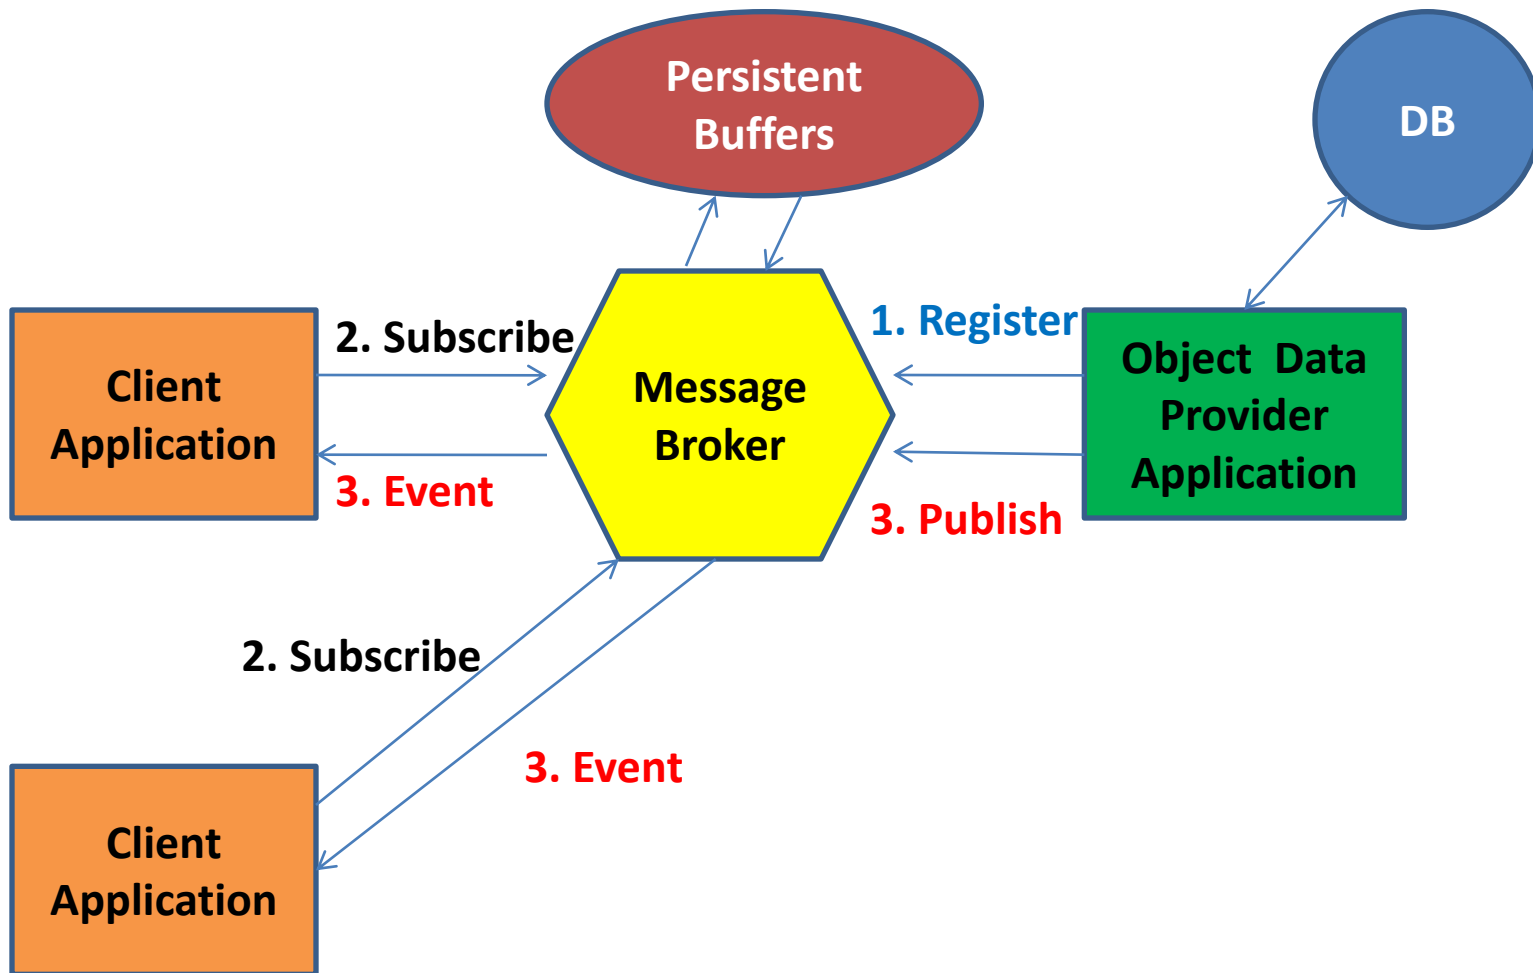 Persistent
Buffers
DB
1. Register
2. Subscribe
Client
Application
Message
Broker
Object  Data
Provider
Application
3. Event
3. Publish
2. Subscribe
3. Event
Client
Application